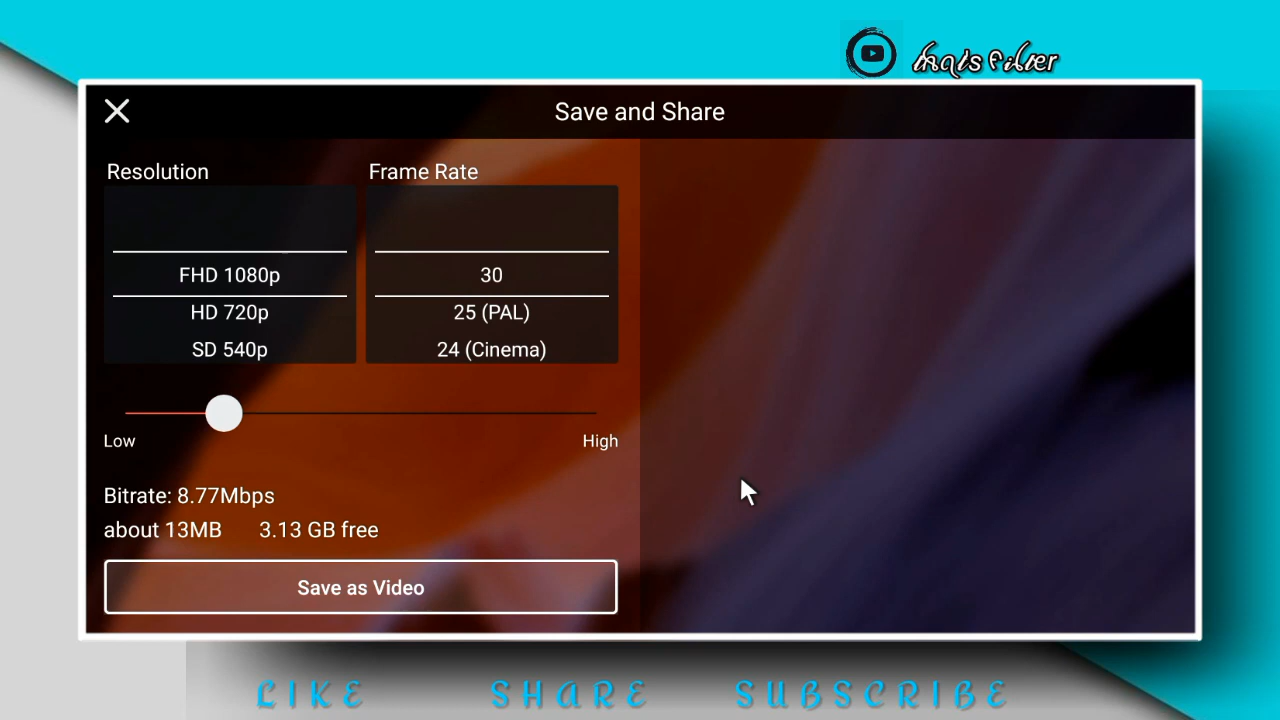 Save and Share
Resolution
Frame Rate
FHD 1080p
30
HD 720p
25 (PAL)
SD 540p
24 (Cinema)
Low
High
Bitrate: 8.77Mbps
about 13MB 3.13 GB free
Save as Video
LIKE SHARE SUBSCRIBE